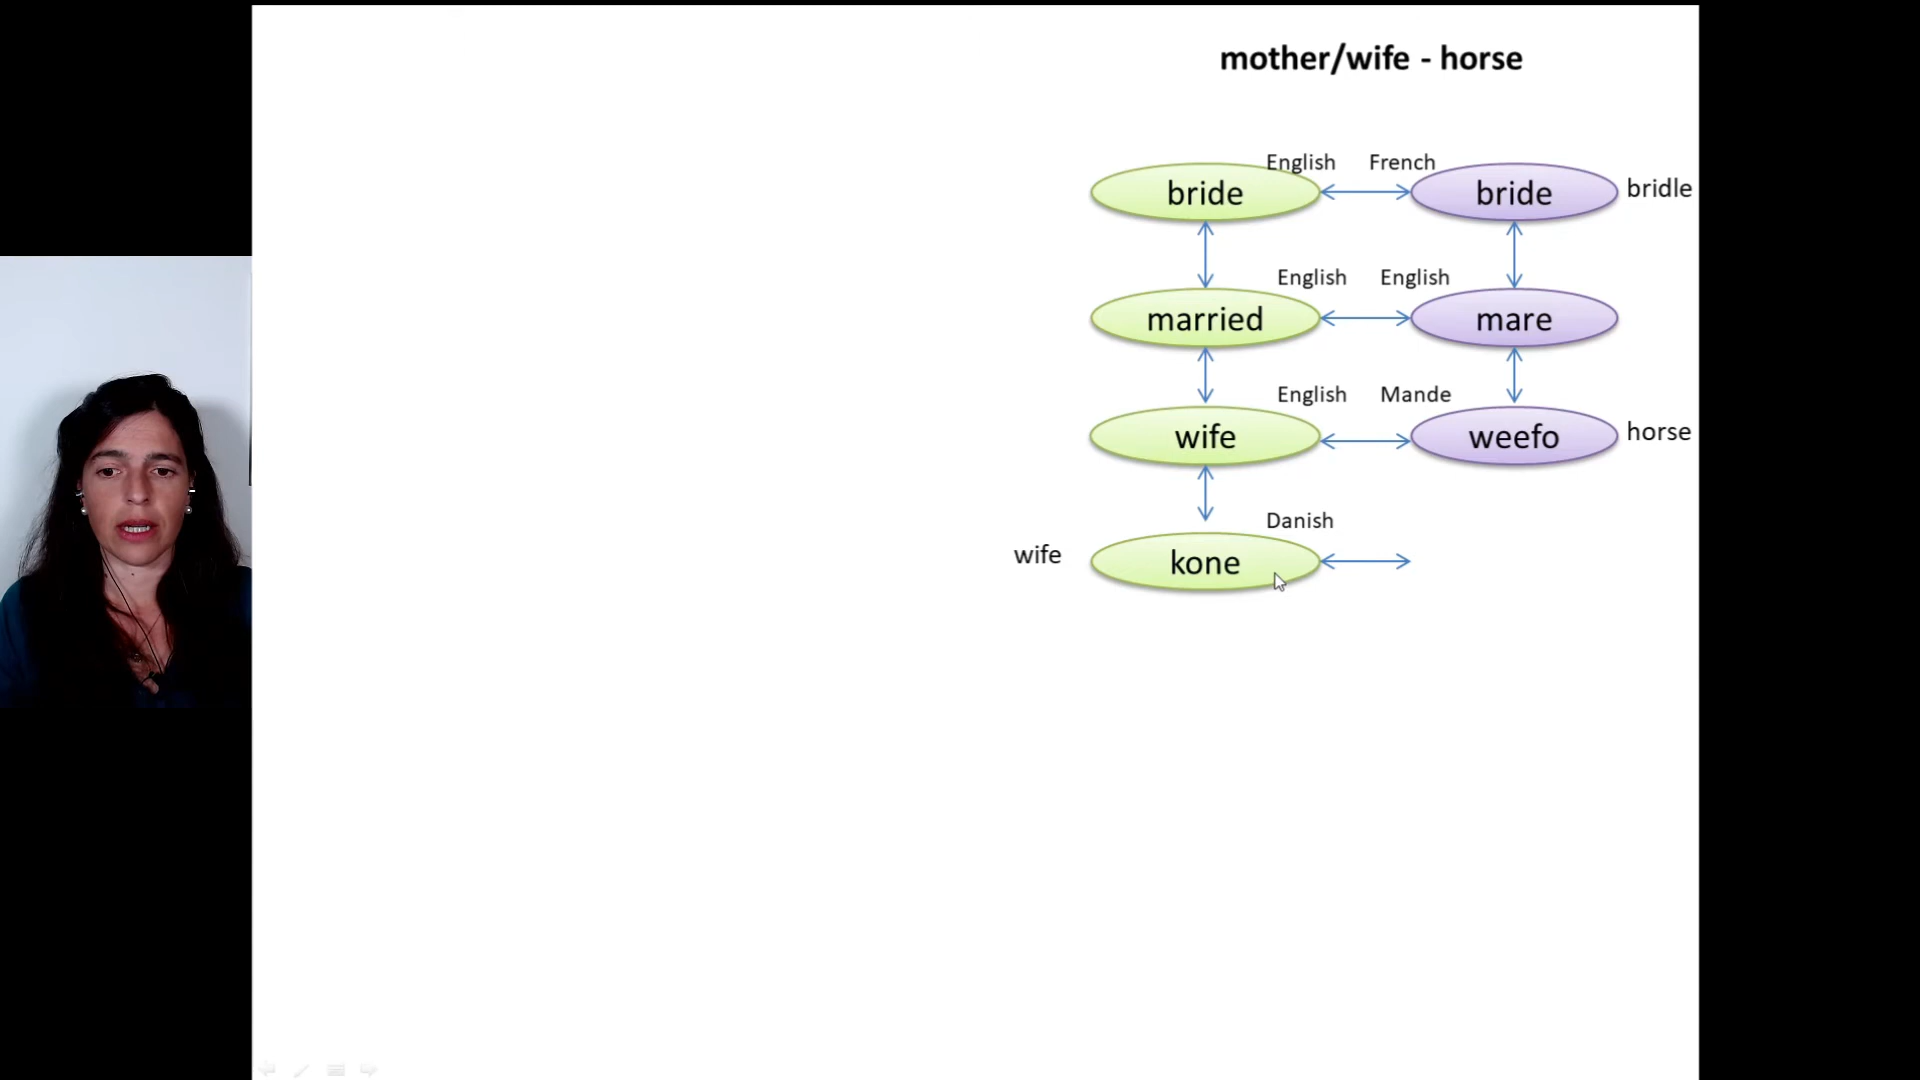 mother/wife - horse
English French
bride bride bridle
English English
married mare
English Mande
wife weefo horse
Danish
wife kone